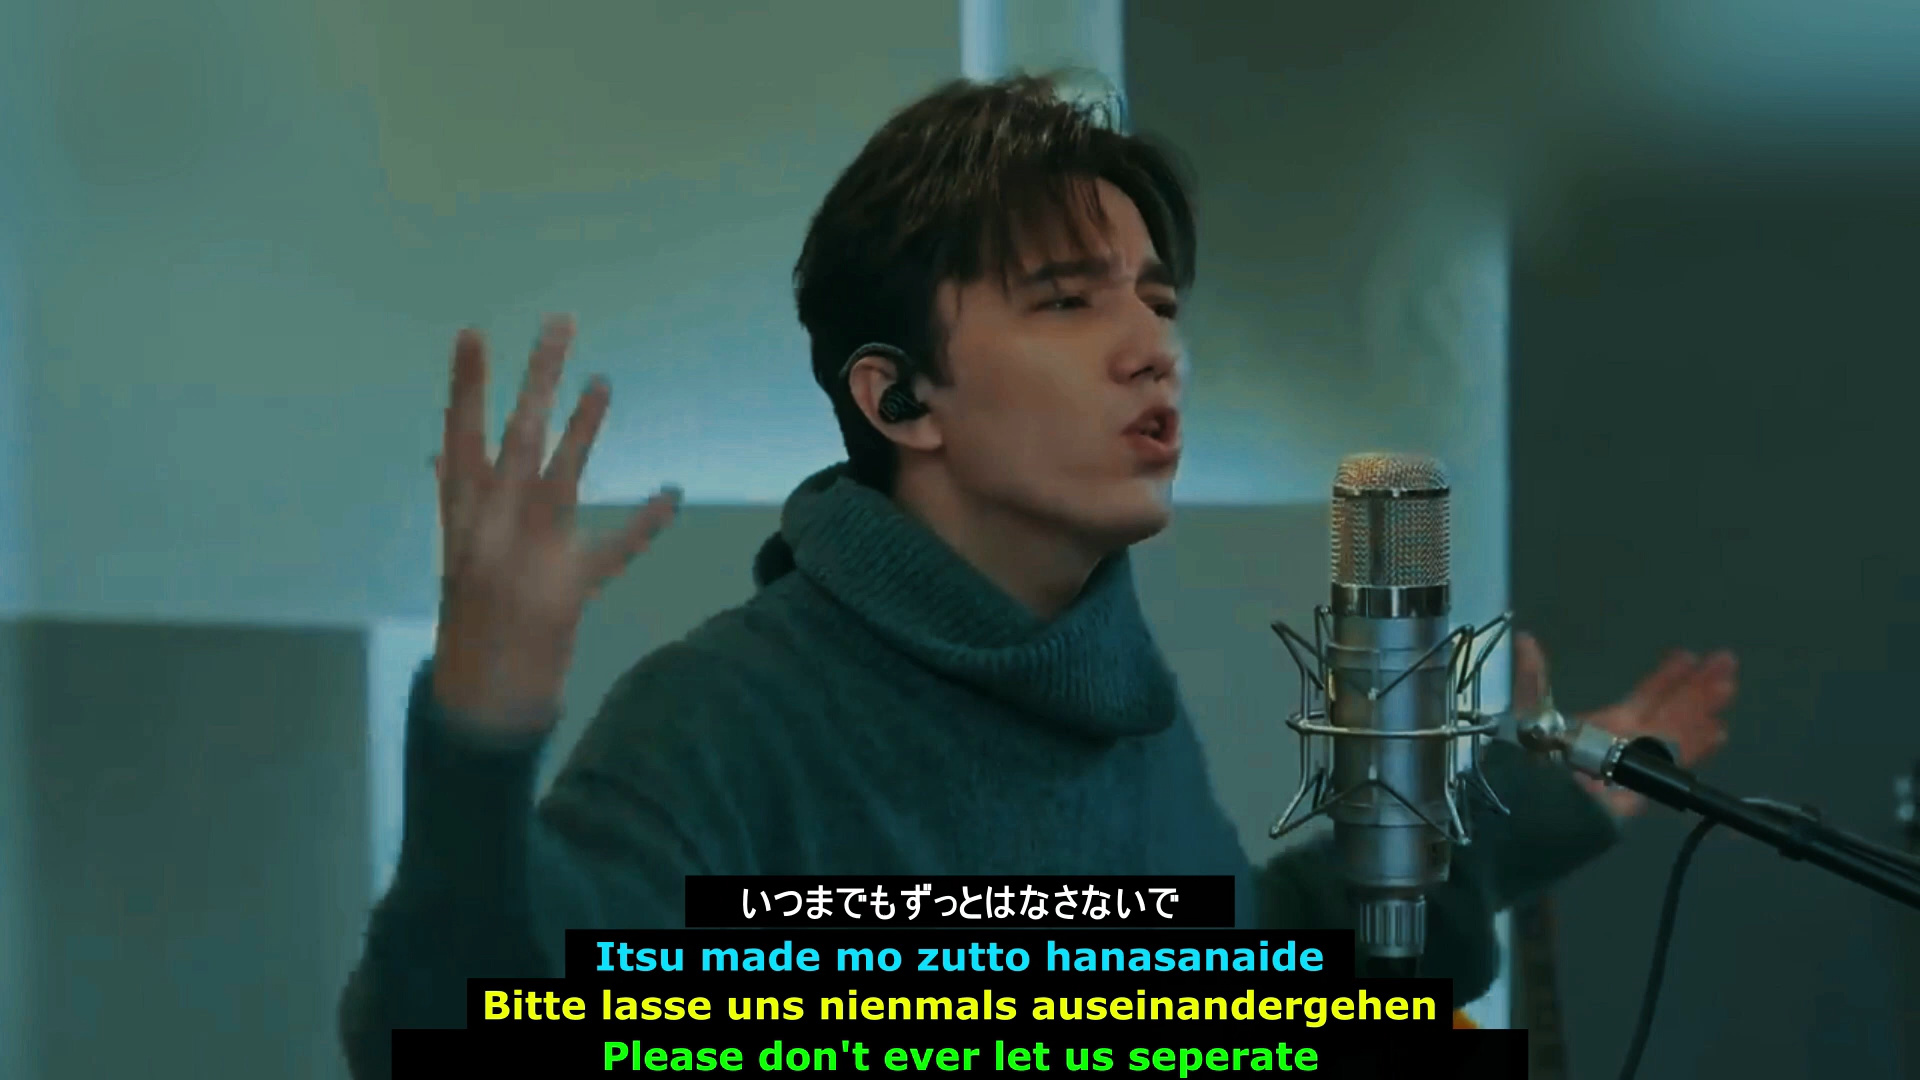 いつまでもずっとはなさないで
Itsu made mo zutto hanasanaide
Bitte lasse uns nienmals auseinandergehen
Please don't ever let us seperate